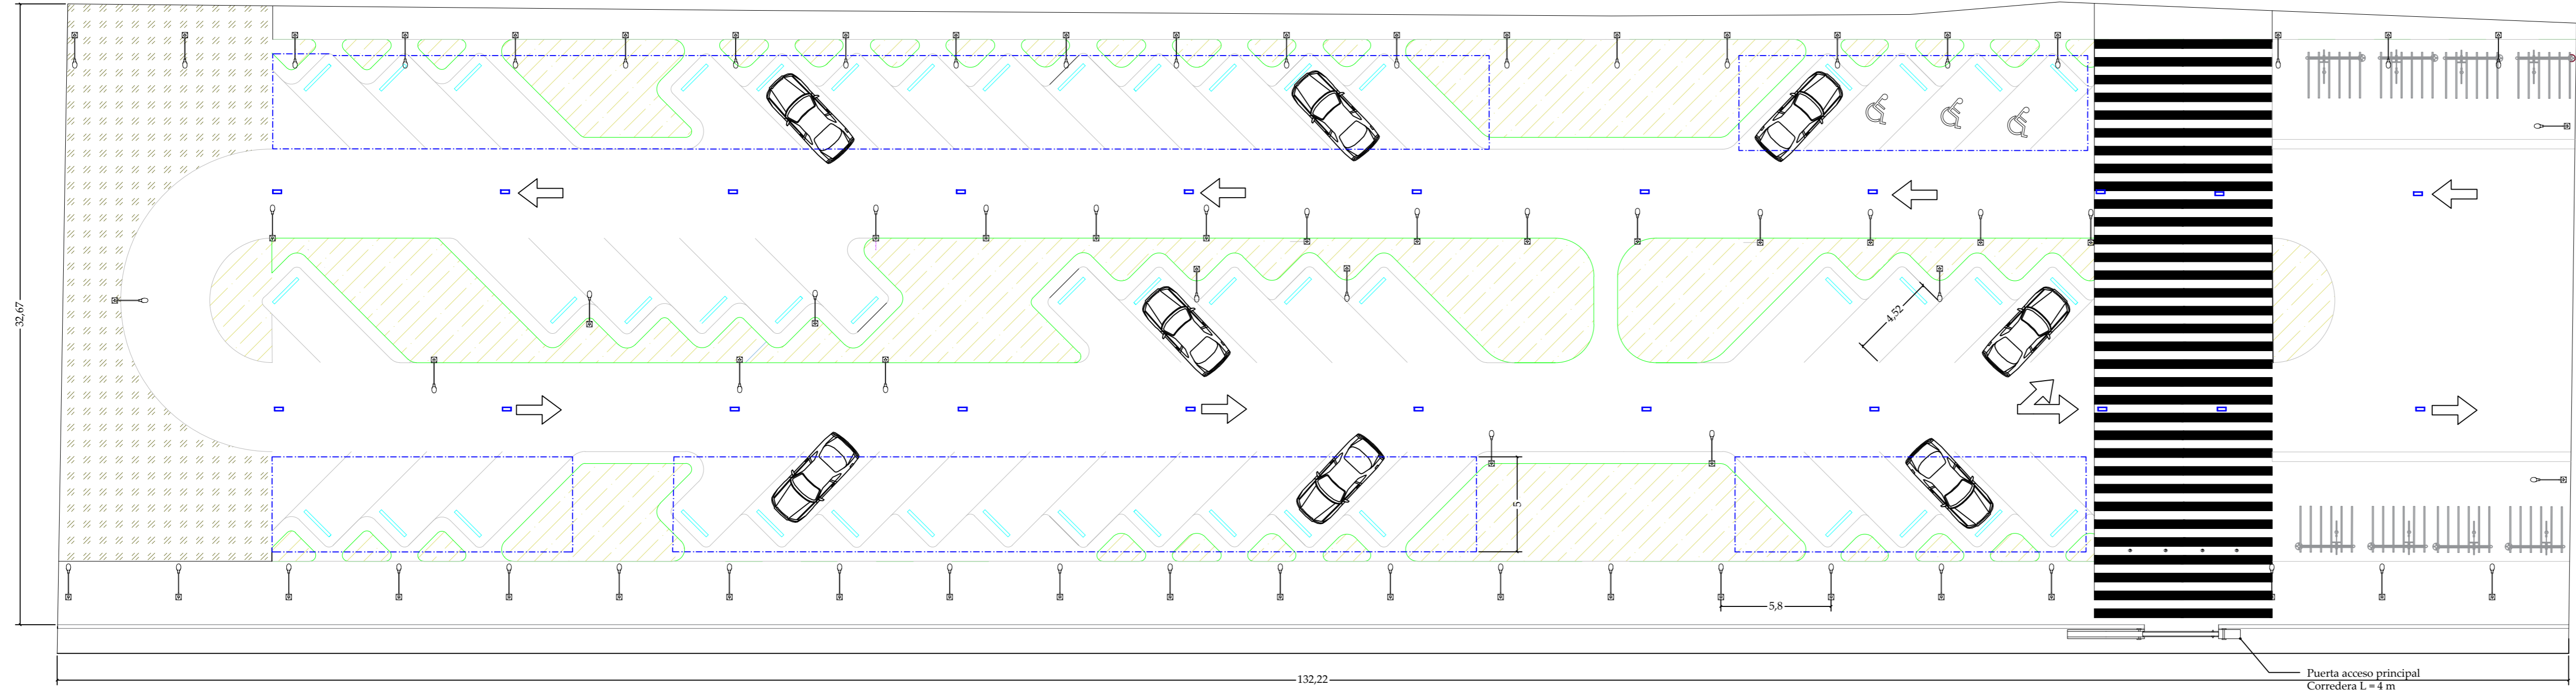 32,67
4,52
5
5,8
132,22
Puerta acceso principal
Corredera L = 4 m